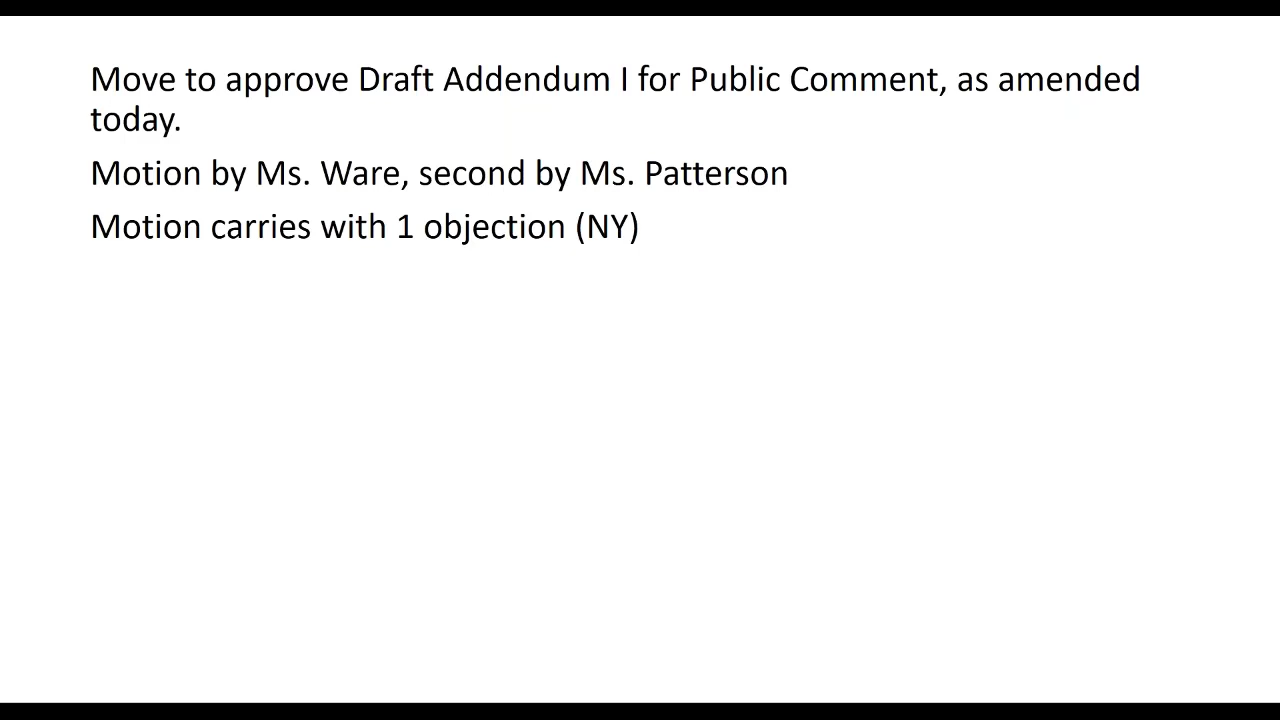 Move to approve Draft Addendum I for Public Comment, as amended
today.
Motion by Ms. Ware, second by Ms. Patterson
Motion carries with 1 objection (NY)